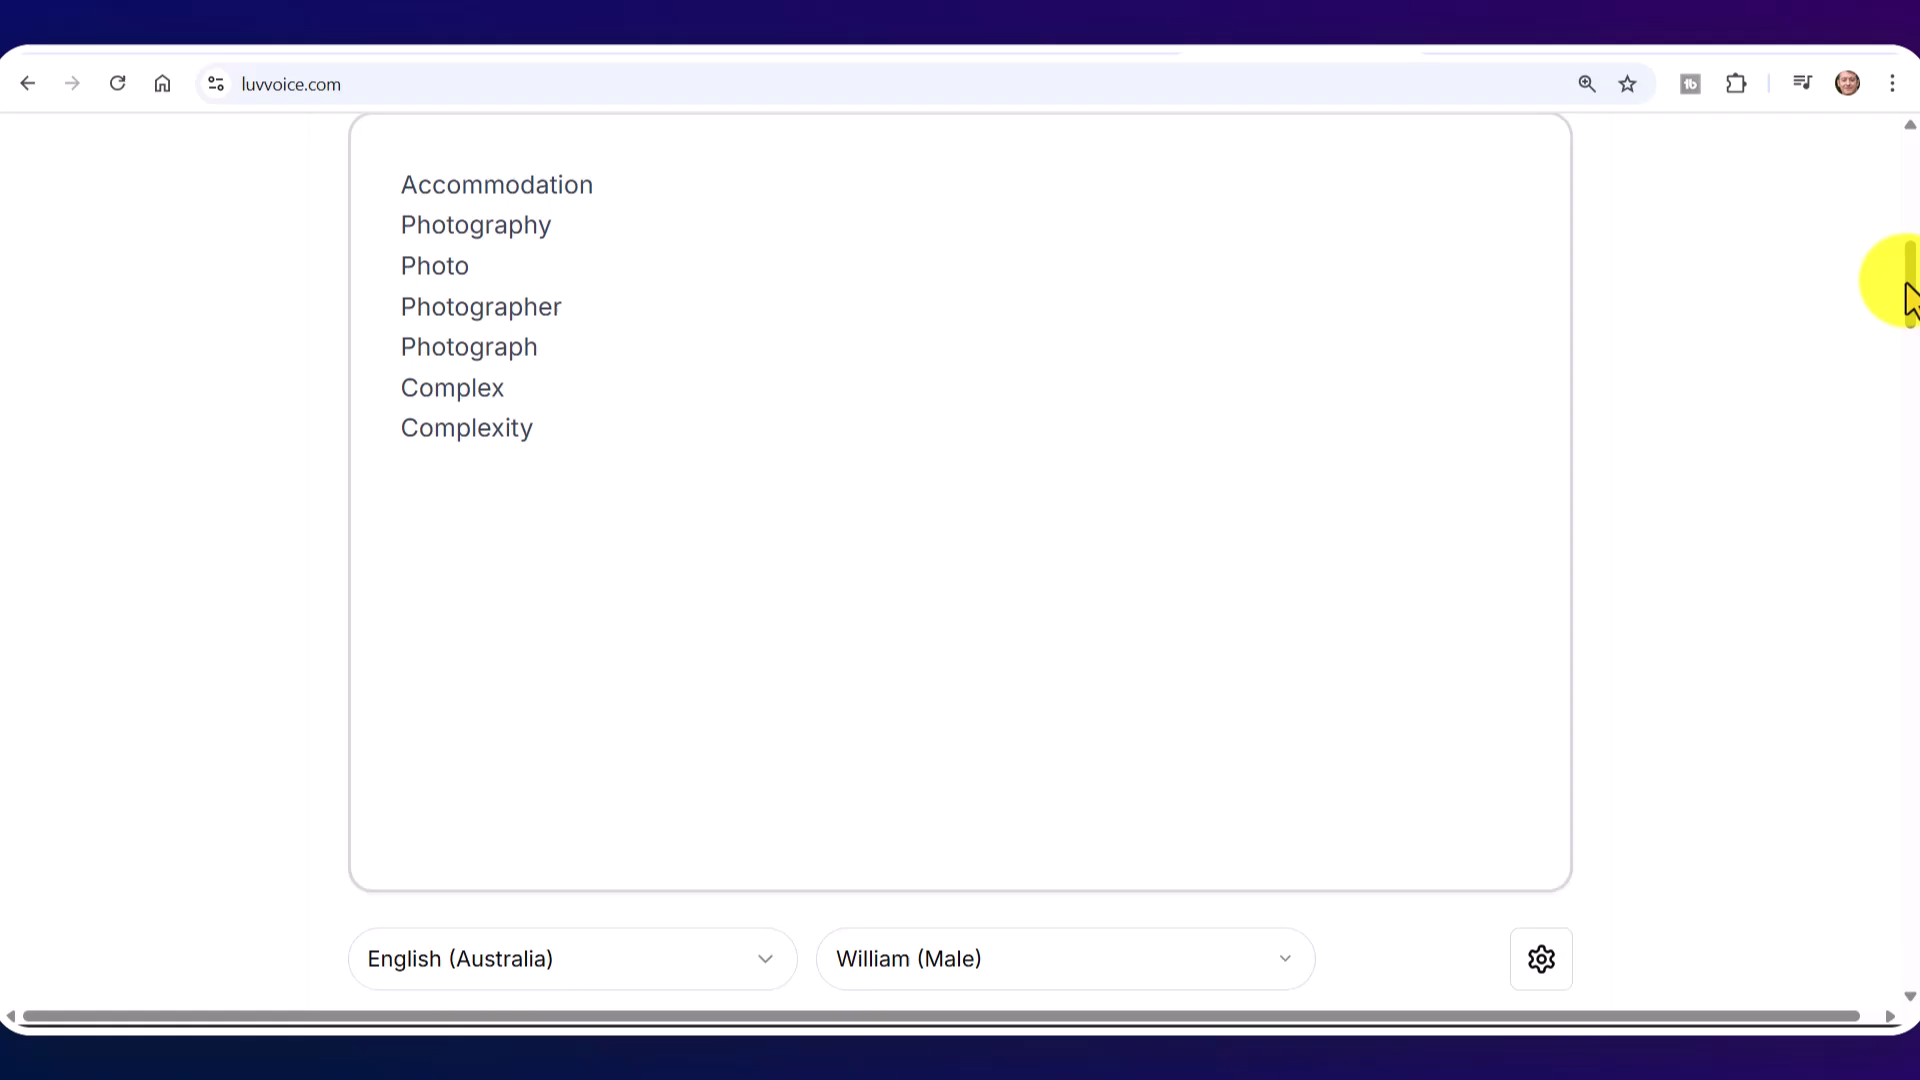 luvvoice.com
Accommodation
Photography
Photo
Photographer
Photograph
Complex
Complexity
English (Australia)
William (Male)